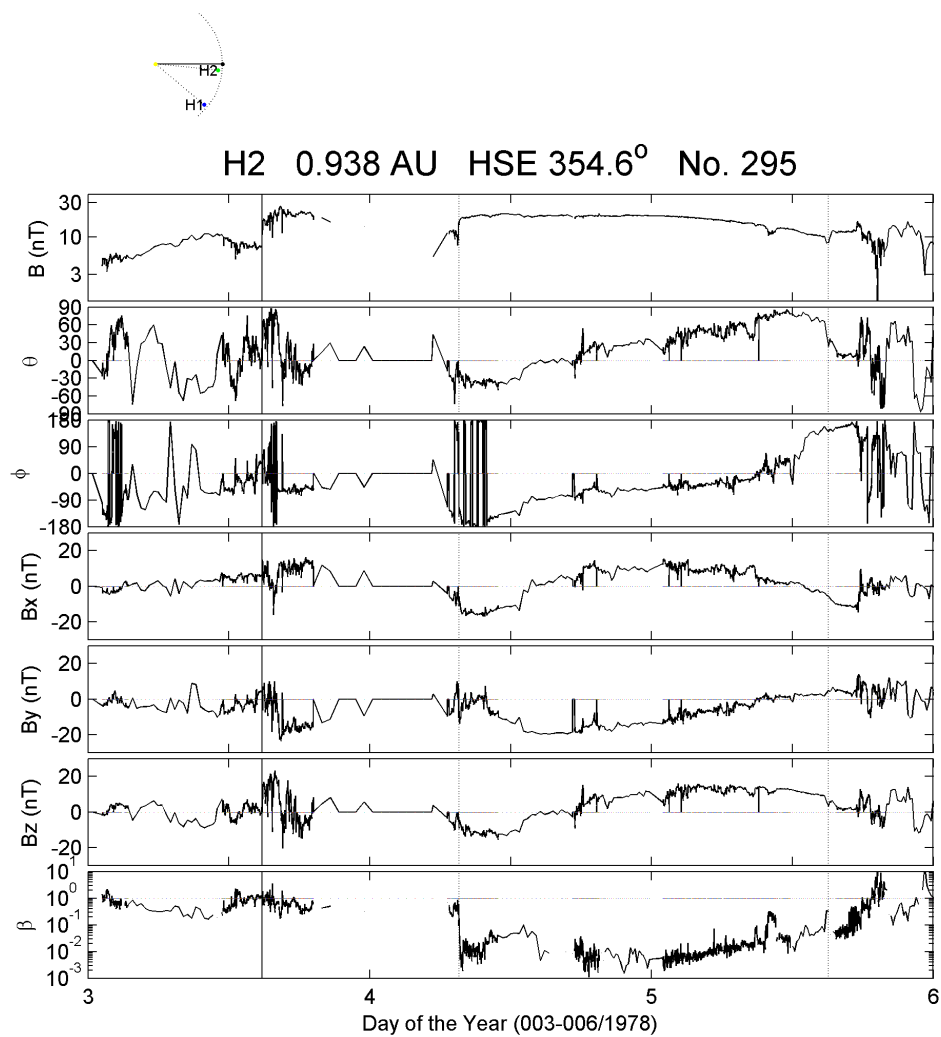 H2
H1
H2 0.938 AU HSE 354.6° No. 295
30
10
3
B (nT)
90
60
30
0
-30
-60
-90
θ
180
90
0
-90
-180
ϕ
20
0
-20
Bx (nT)
20
0
-20
By (nT)
20
0
-20
Bz (nT)
10¹
10⁰
10⁻¹
10⁻²
10⁻³
β
3 4 5 6
Day of the Year (003-006/1978)